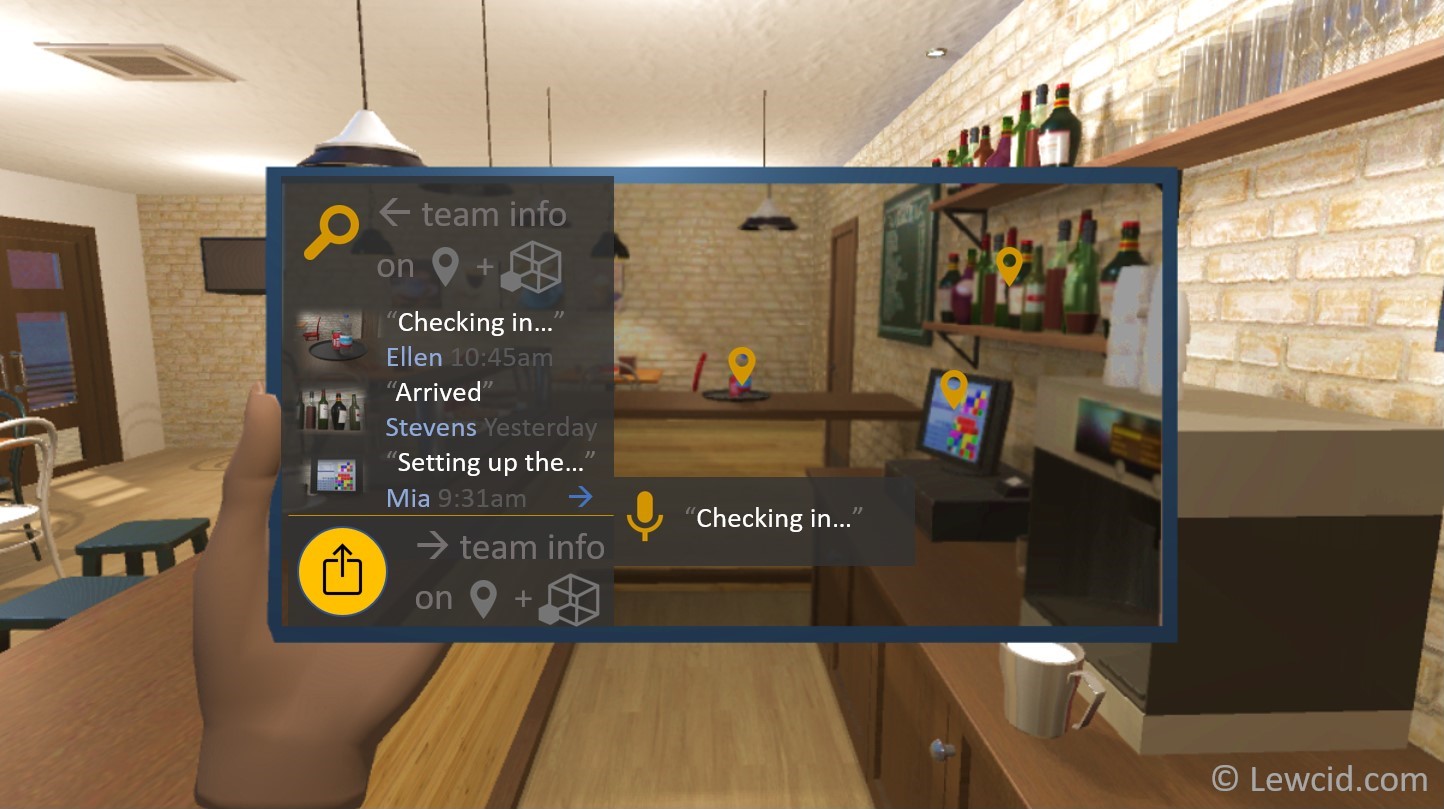 ← team info
on +
“Checking in…”
Ellen 10:45am
“Arrived”
Stevens Yesterday
“Setting up the…”
Mia 9:31am →
“Checking in…”
→ team info
on +
© Lewcid.com